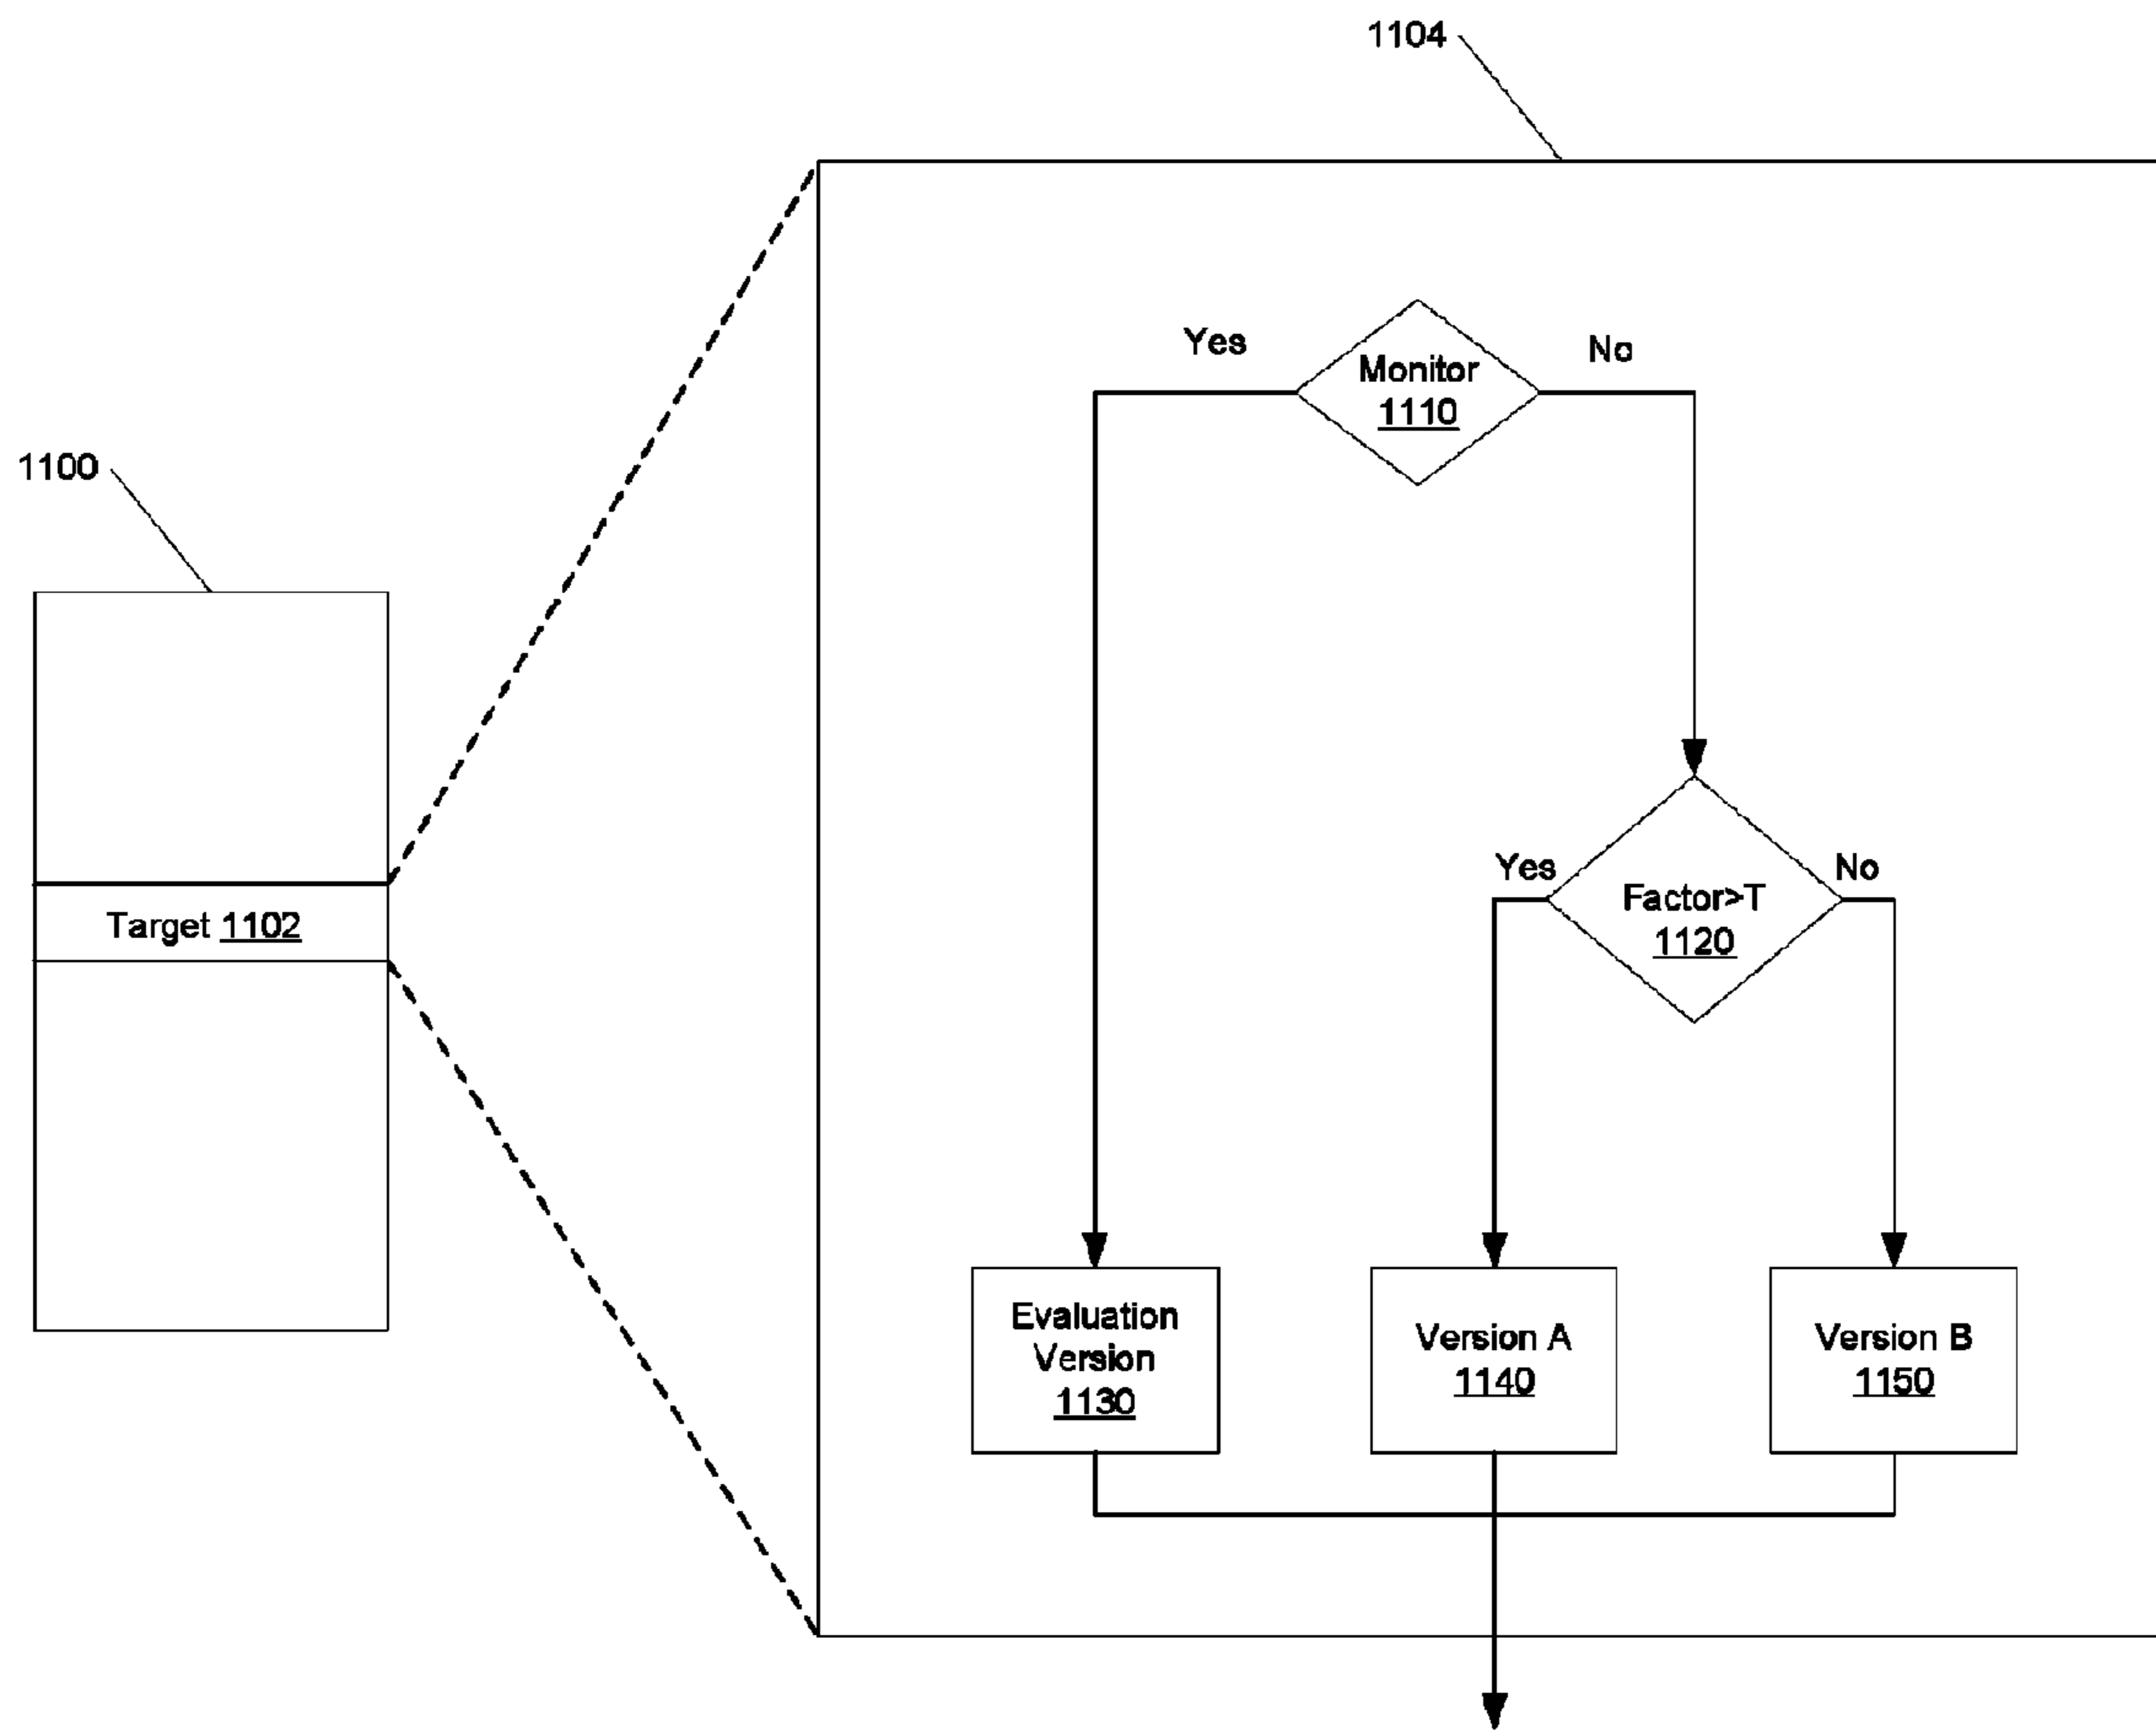 1104
Yes
No
Monitor
1110
1100
Yes
No
Factor>T
1120
Target 1102
Evaluation
Version
1130
Version A
1140
Version B
1150